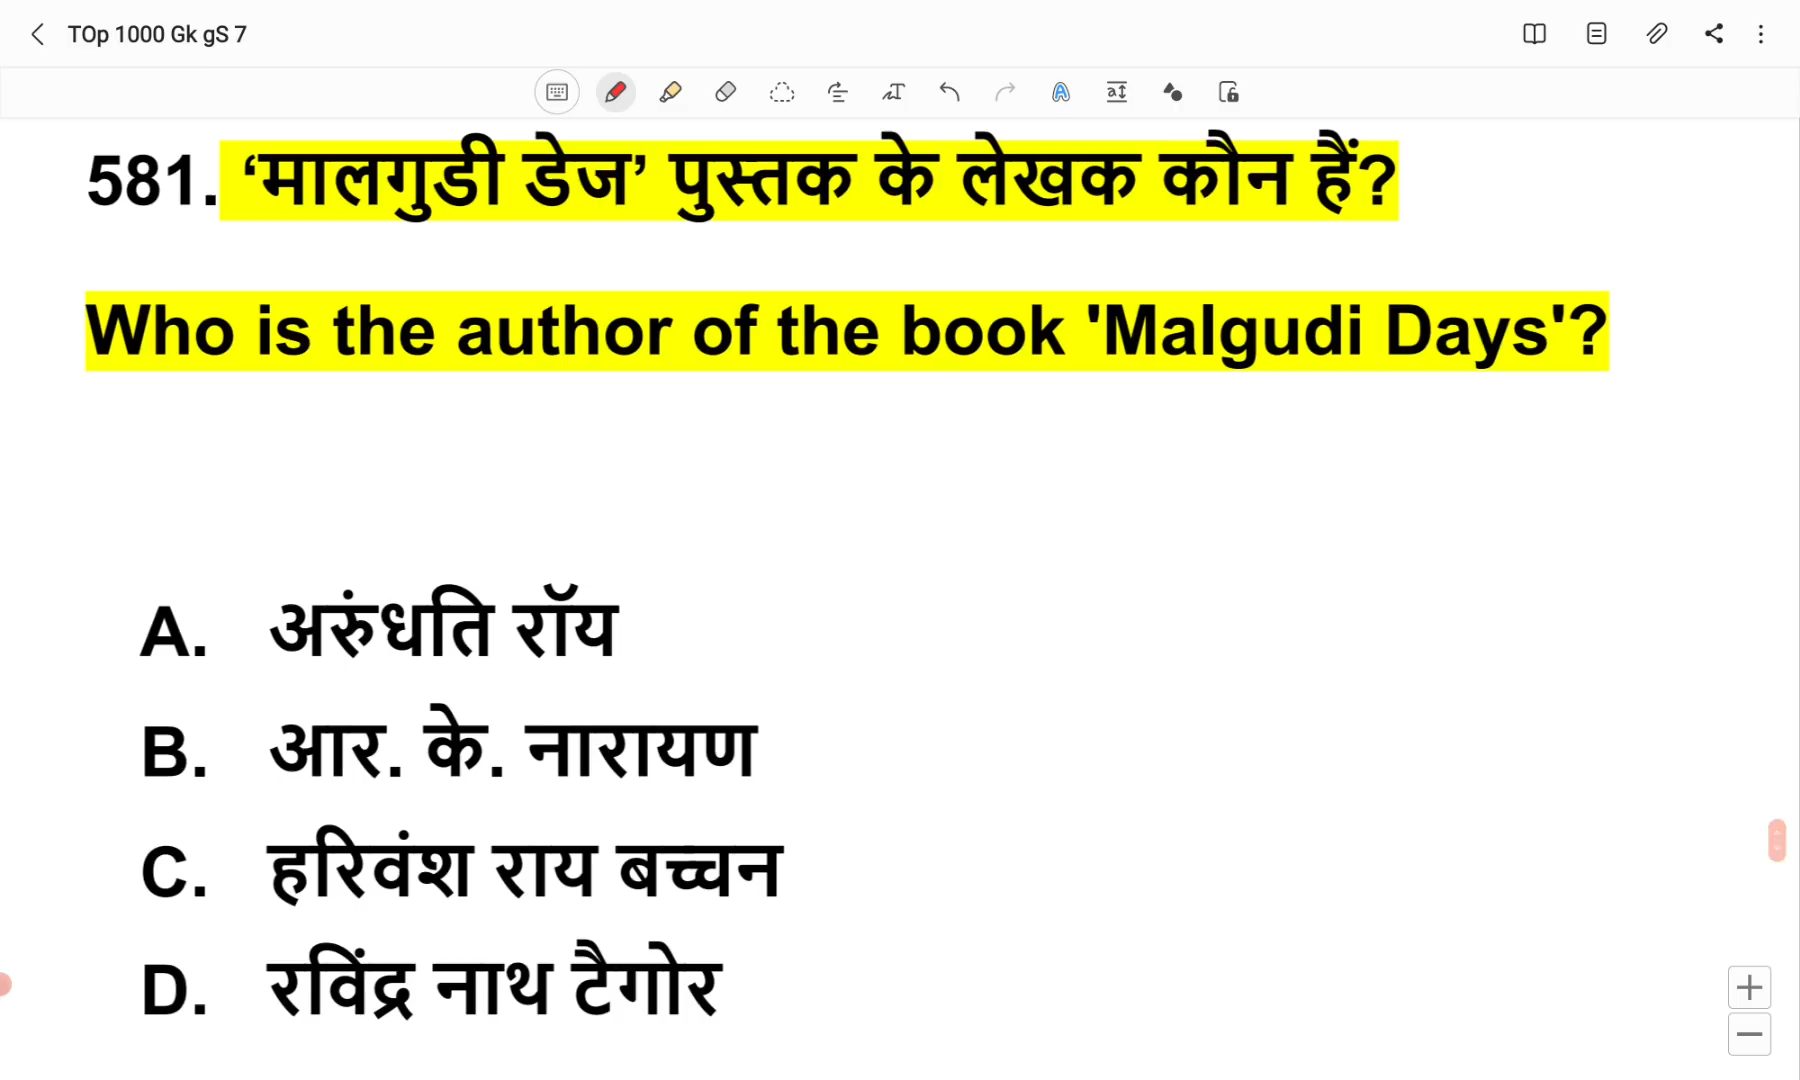 TOp 1000 Gk gS 7
581. ‘मालगुडी डेज’ पुस्तक के लेखक कौन हैं?
Who is the author of the book 'Malgudi Days'?
A. अरुंधति रॉय
B. आर. के. नारायण
C. हरिवंश राय बच्चन
D. रविंद्र नाथ टैगोर